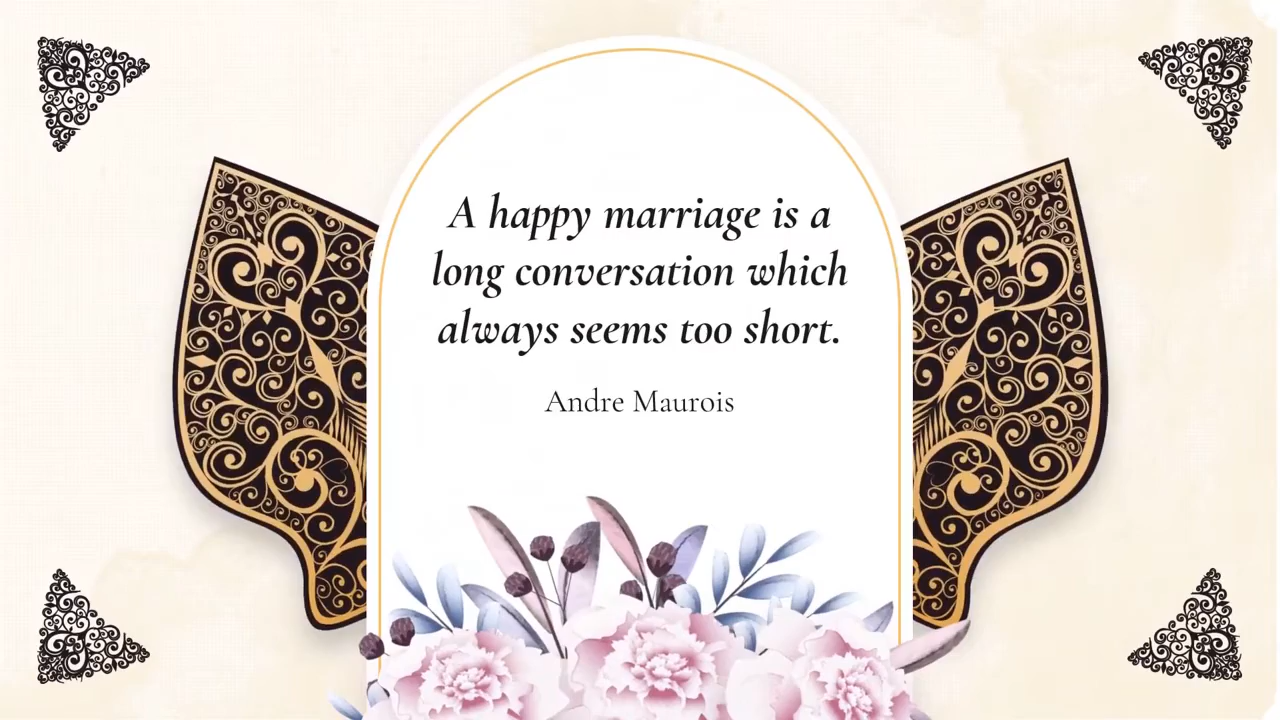 A happy marriage is a
long conversation which
always seems too short.
Andre Maurois